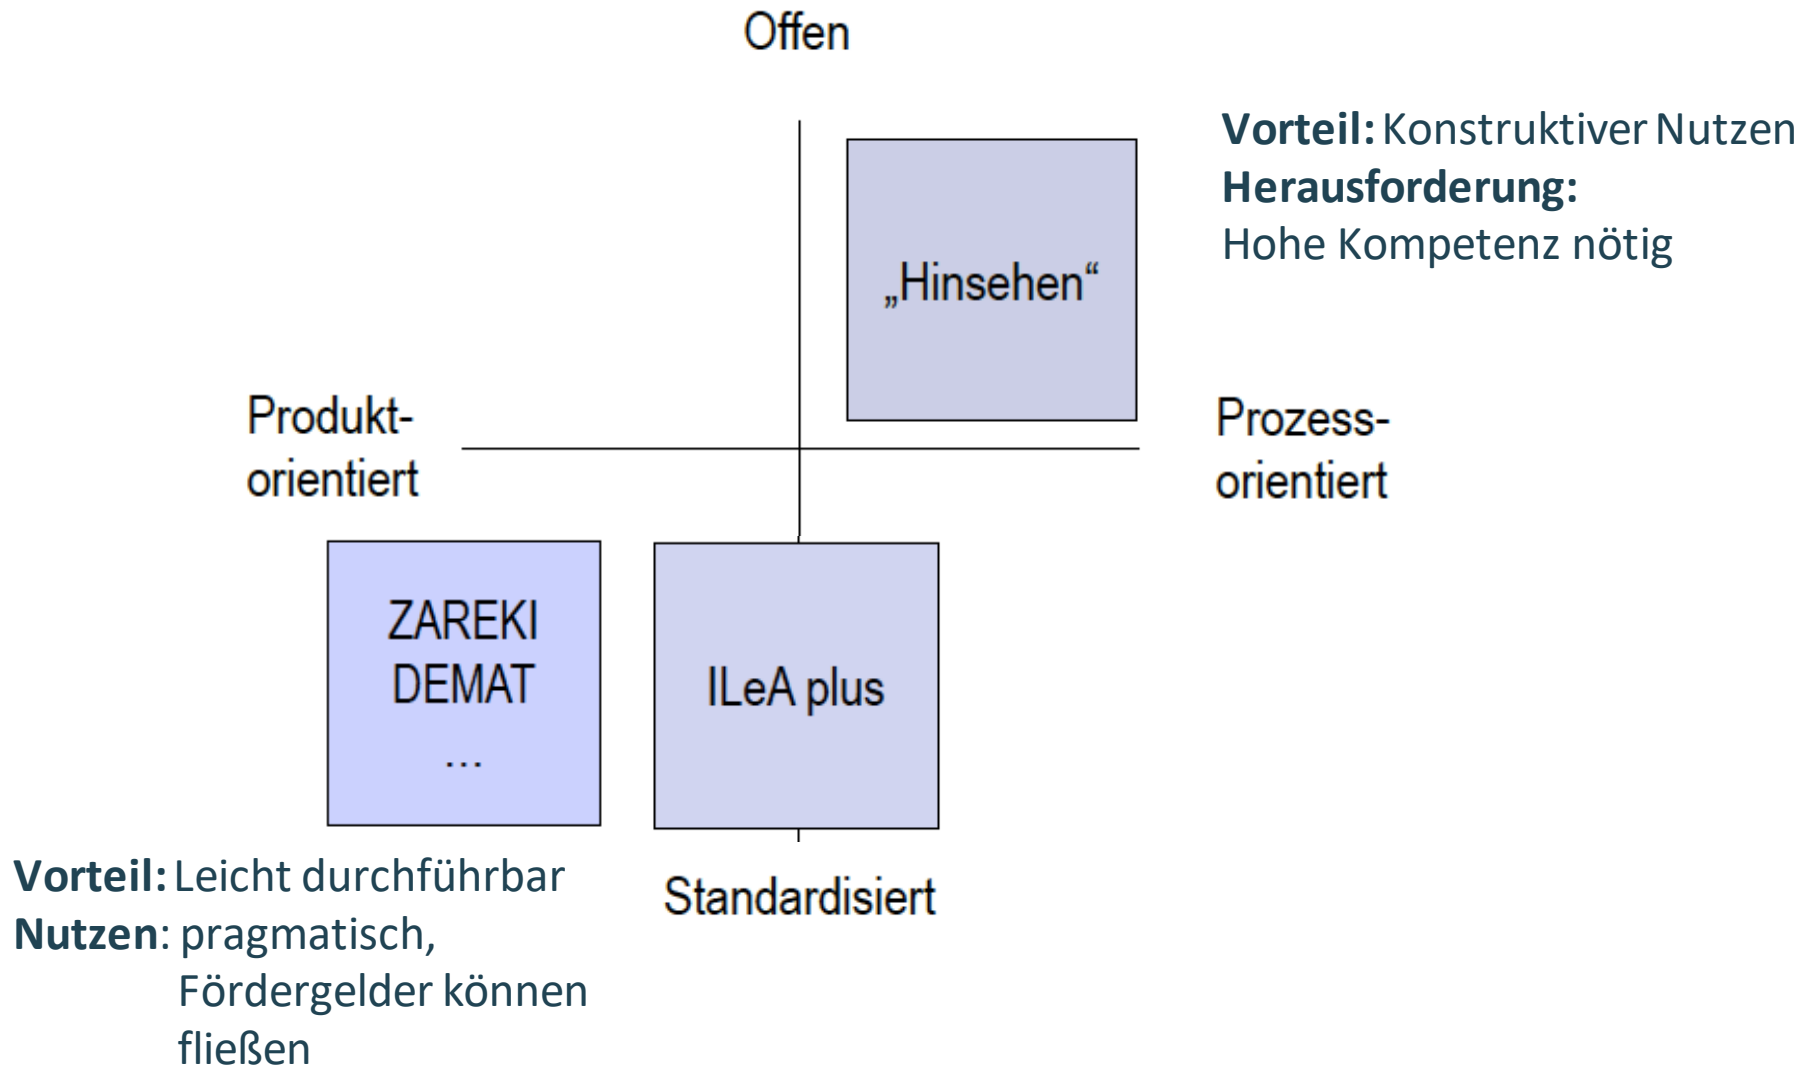 Offen
Vorteil: Konstruktiver Nutzen
Herausforderung:
Hohe Kompetenz nötig
„Hinsehen“
Produkt-
orientiert
Prozess-
orientiert
ZAREKI
DEMAT
...
ILeA plus
Standardisiert
Vorteil: Leicht durchführbar
Nutzen: pragmatisch,
Fördergelder können
fließen